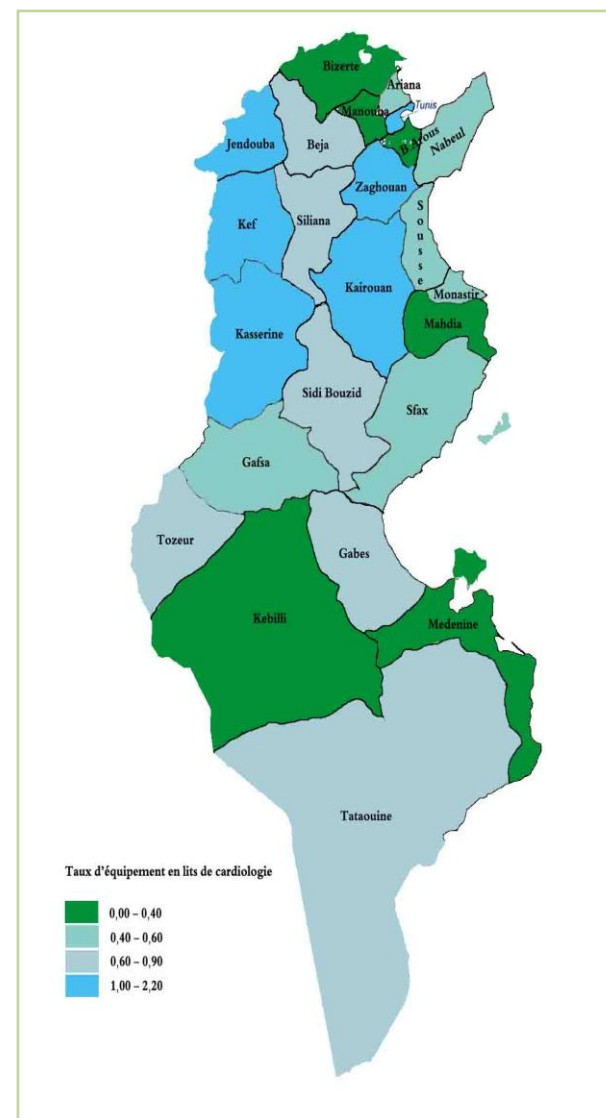 Bizerte
Ariana
Manouba
Tunis
Jendouba
Beja
B.Arous
Nabeul
Zaghouan
Kef
Siliana
Sousse
Kairouan
Monastir
Kasserine
Mahdia
Sidi Bouzid
Sfax
Gafsa
Tozeur
Gabes
Kebilli
Medenine
Tataouine
Taux d'équipement en lits de cardiologie
0,00 – 0,40
0,40 – 0,60
0,60 – 0,90
1,00 – 2,20